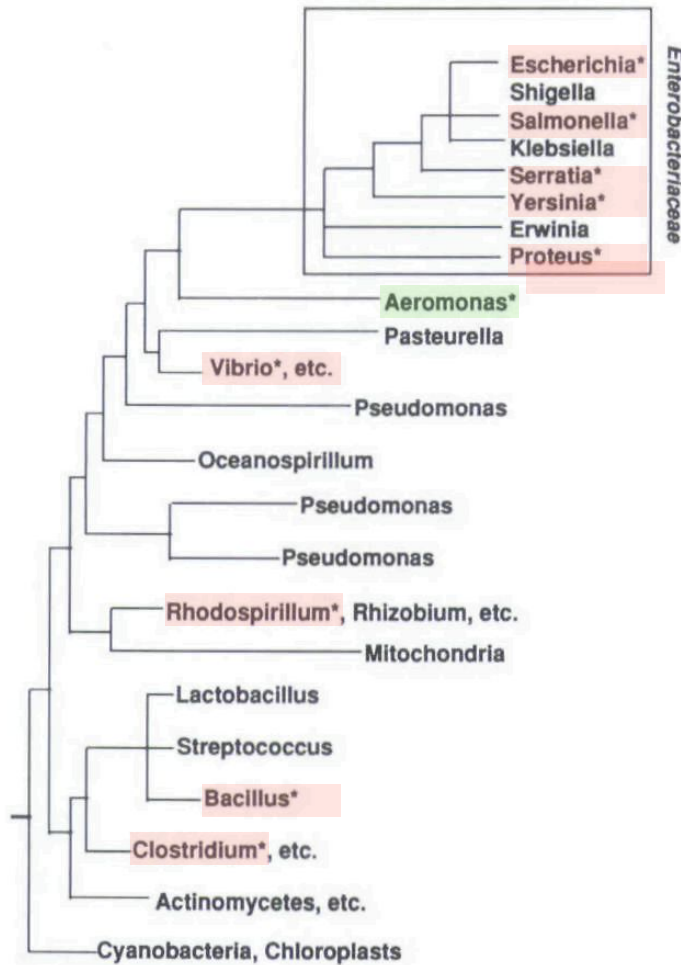 Escherichia*
Shigella
Salmonella*
Klebsiella
Serratia*
Yersinia*
Erwinia
Proteus*
Enterobacteriaceae
Aeromonas*
Pasteurella
Vibrio*, etc.
Pseudomonas
Oceanospirillum
Pseudomonas
Pseudomonas
Rhodospirillum*, Rhizobium, etc.
Mitochondria
Lactobacillus
Streptococcus
Bacillus*
Clostridium*, etc.
Actinomycetes, etc.
Cyanobacteria, Chloroplasts